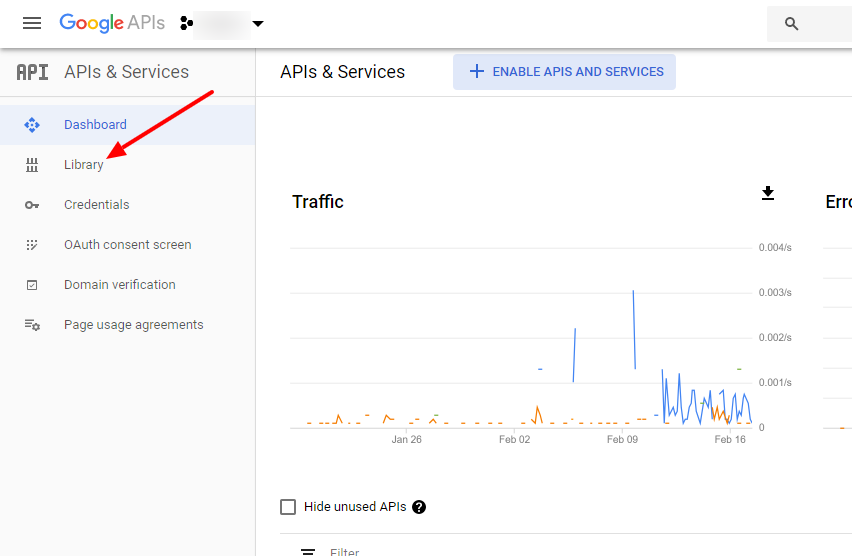 Google APIs
API APIs & Services
APIs & Services
ENABLE APIS AND SERVICES
Dashboard
Library
Credentials
OAuth consent screen
Domain verification
Page usage agreements
Traffic
Erro
0.004/s
0.003/s
0.002/s
0.001/s
0
Jan 26
Feb 02
Feb 09
Feb 16
Hide unused APIs ?
Filter